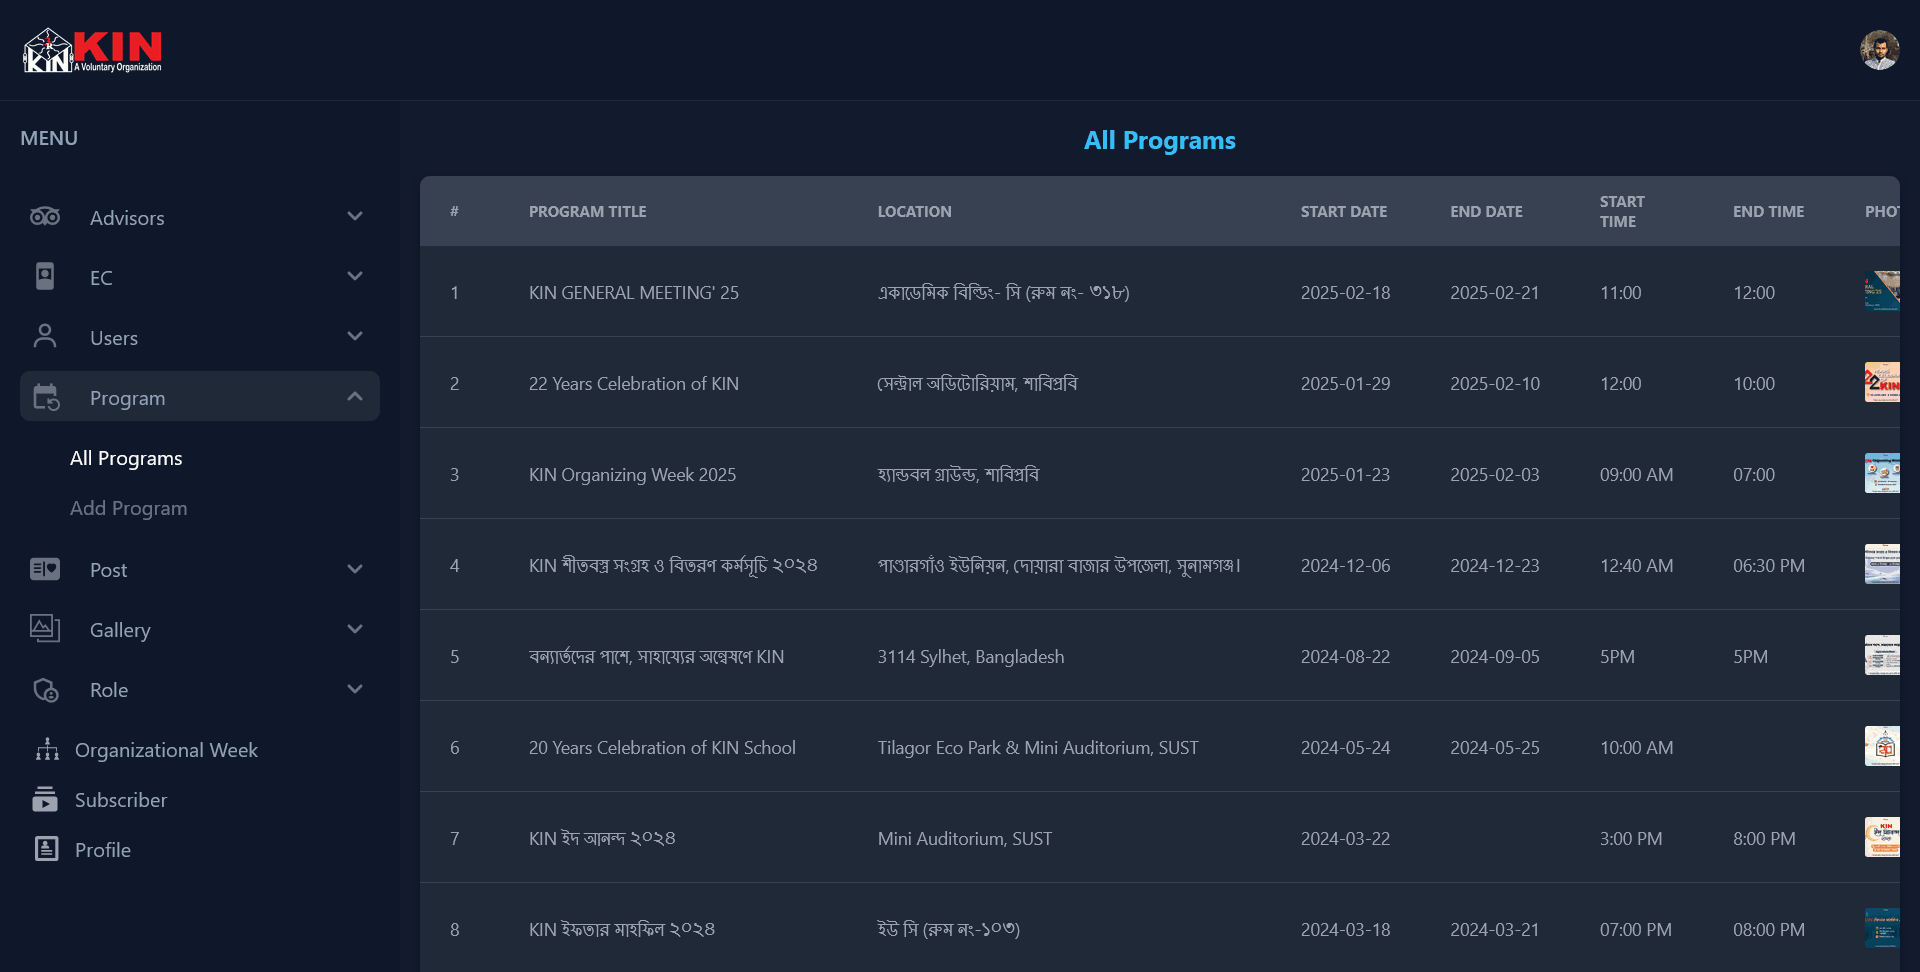 KIN KIN
A Voluntary Organization
MENU
Advisors
EC
Users
Program
All Programs
Add Program
Post
Gallery
Role
Organizational Week
Subscriber
Profile
All Programs
# PROGRAM TITLE LOCATION START DATE END DATE START TIME END TIME PHOT
1 KIN GENERAL MEETING' 25 একাডেমিক বিল্ডিং- সি (রুম নং- ৩১৮) 2025-02-18 2025-02-21 11:00 12:00
2 22 Years Celebration of KIN সেন্ট্রাল অডিটোরিয়াম, শাবিপ্রবি 2025-01-29 2025-02-10 12:00 10:00
3 KIN Organizing Week 2025 হ্যান্ডবল গ্রাউন্ড, শাবিপ্রবি 2025-01-23 2025-02-03 09:00 AM 07:00
4 KIN শীতবস্ত্র সংগ্রহ ও বিতরণ কর্মসূচি ২০২৪ পাণ্ডারগাঁও ইউনিয়ন, দোয়ারা বাজার উপজেলা, সুনামগঞ্জ। 2024-12-06 2024-12-23 12:40 AM 06:30 PM
5 বন্যার্তদের পাশে, সাহায্যের অন্বেষণে KIN 3114 Sylhet, Bangladesh 2024-08-22 2024-09-05 5PM 5PM
6 20 Years Celebration of KIN School Tilagor Eco Park & Mini Auditorium, SUST 2024-05-24 2024-05-25 10:00 AM
7 KIN ইদ আনন্দ ২০২৪ Mini Auditorium, SUST 2024-03-22 3:00 PM 8:00 PM
8 KIN ইফতার মাহফিল ২০২৪ ইউ সি (রুম নং-১০৩) 2024-03-18 2024-03-21 07:00 PM 08:00 PM